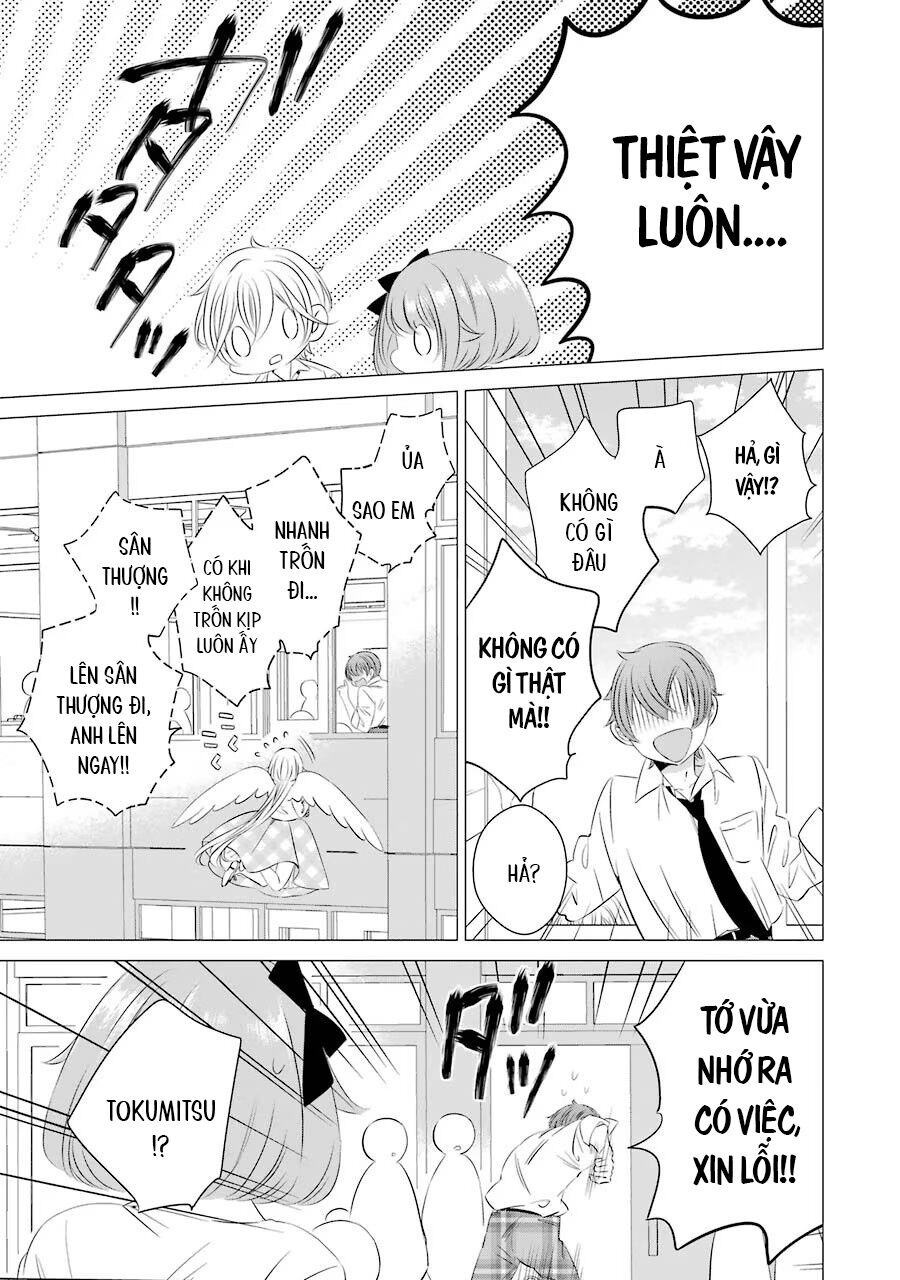 THIỆT VẬY
LUÔN....
HẢ, GÌ
VẬY!?
À
KHÔNG
CÓ GÌ
ĐÂU
KHÔNG CÓ
GÌ THẬT
MÀ!!
HẢ?
ỦA
SAO EM
NHANH
TRỐN
ĐI...
CÓ KHI
KHÔNG
TRỐN KỊP
LUÔN ẤY
SÂN
THƯỢNG
!!
LÊN SÂN
THƯỢNG ĐI,
ANH LÊN
NGAY!!
TỚ VỪA
NHỚ RA
CÓ VIỆC,
XIN LỖI!!
ダッ
TOKUMITSU
!?